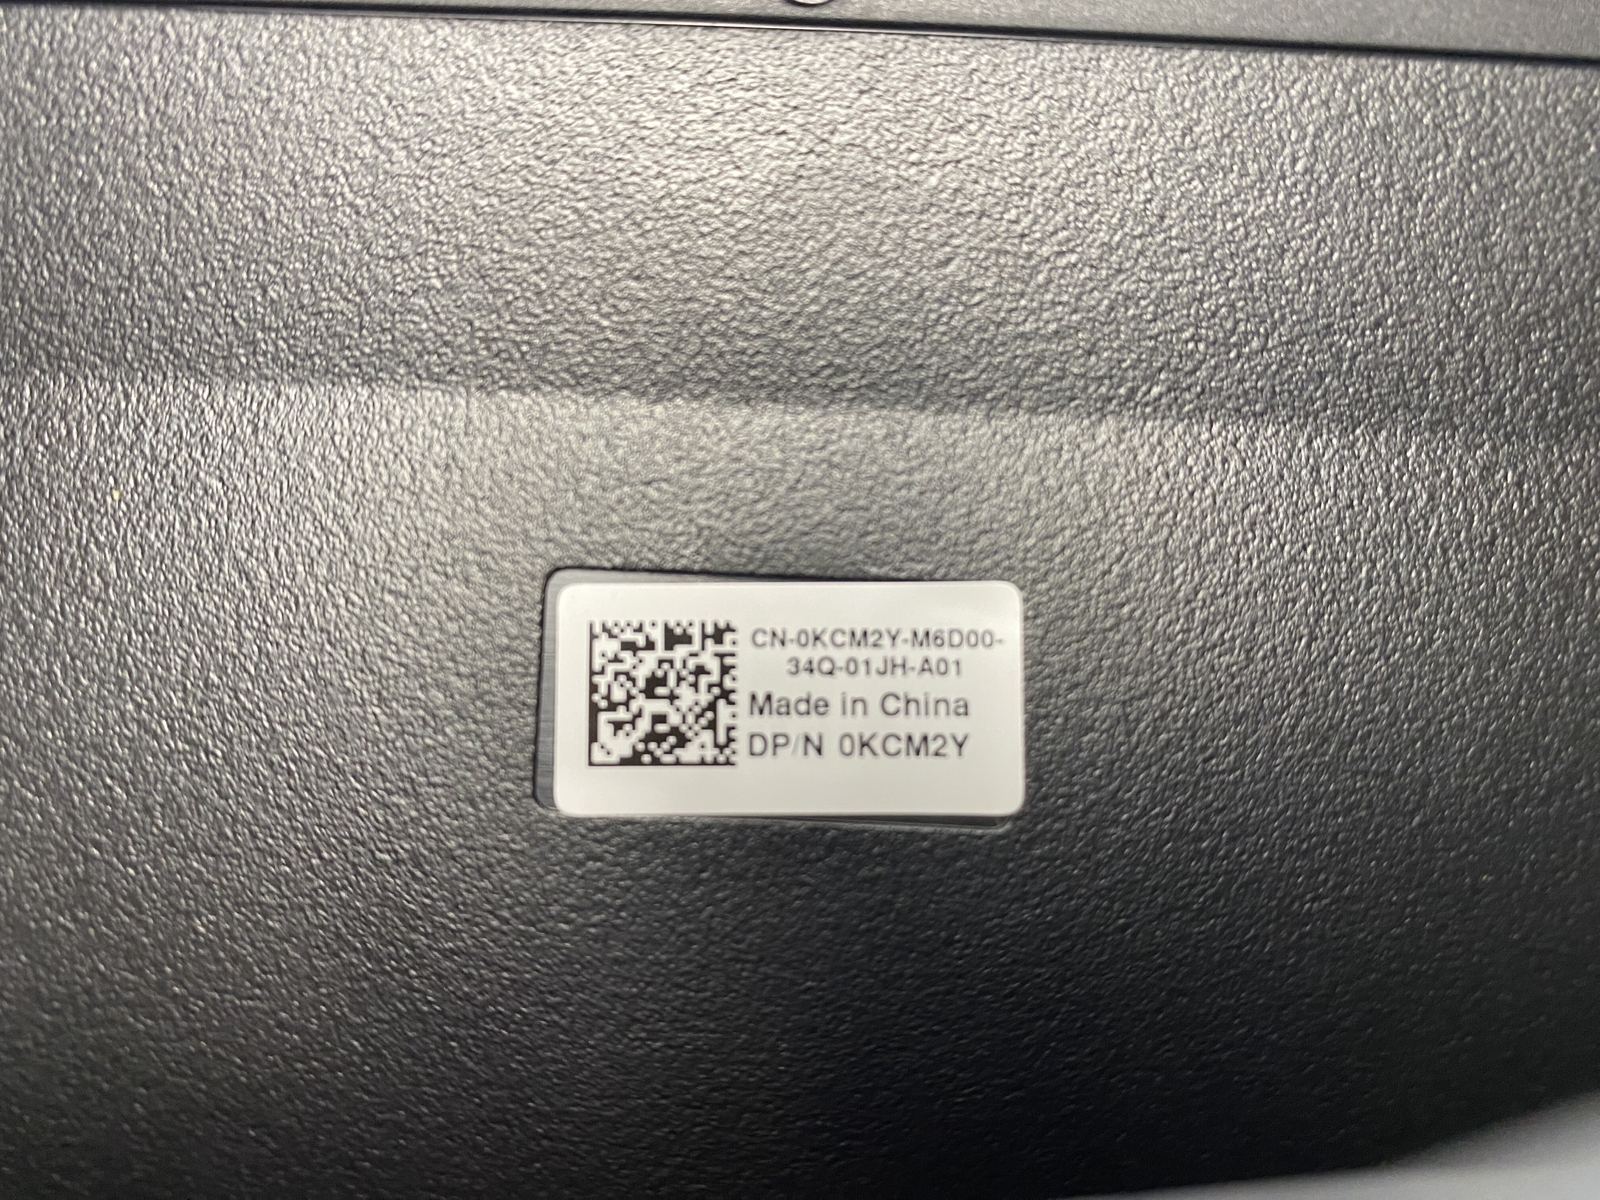 CN-0KCM2Y-M6D00-
34Q-01JH-A01
Made in China
DP/N 0KCM2Y